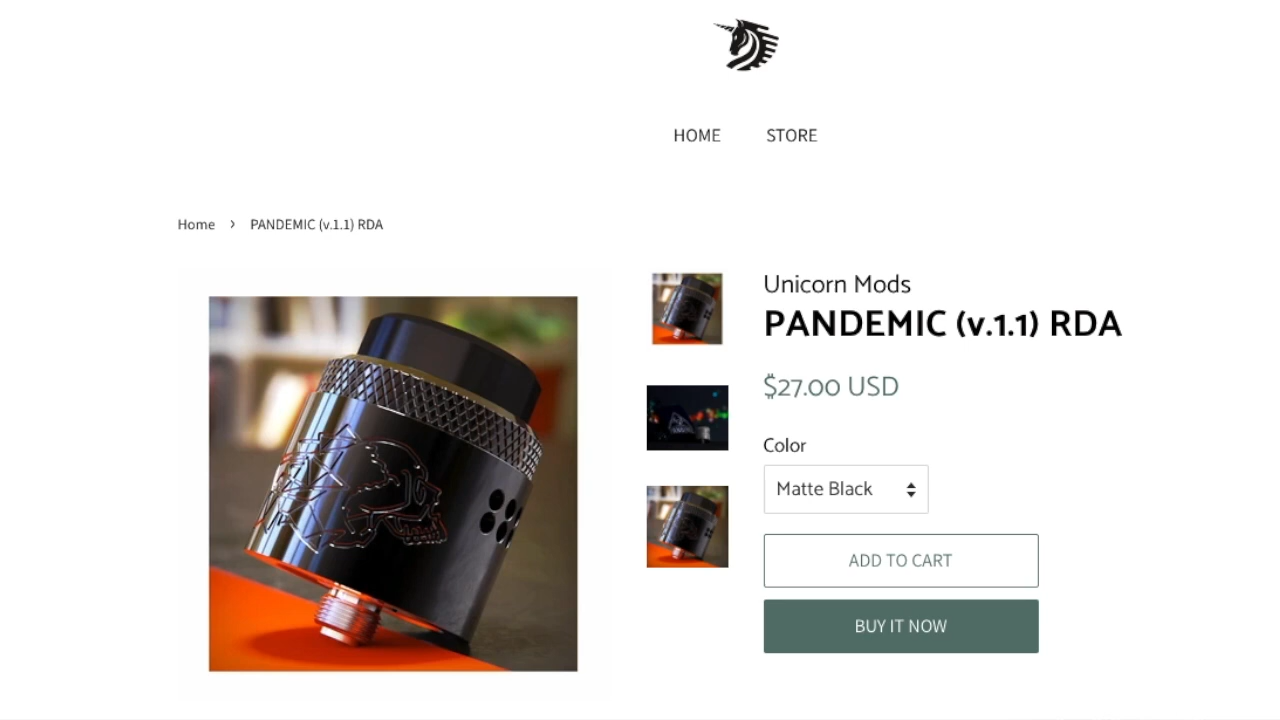 HOME STORE
Home › PANDEMIC (v.1.1) RDA
Unicorn Mods
PANDEMIC (v.1.1) RDA
$27.00 USD
Color
Matte Black
ADD TO CART
BUY IT NOW